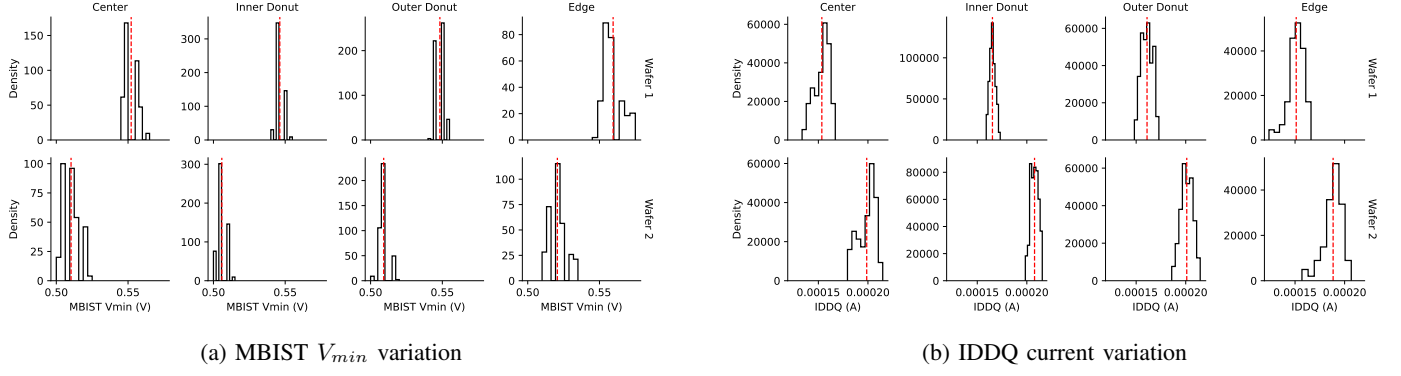 Center Inner Donut Outer Donut Edge
150 100 50 0 Density
300 200 100 0
200 100 0
80 60 40 20 0 Wafer 1
100 75 50 25 0 Density
300 200 100 0
200 150 100 50 0
100 75 50 25 0 Wafer 2
0.50 0.55 0.50 0.55 0.50 0.55 0.55
MBIST Vmin (V) MBIST Vmin (V) MBIST Vmin (V) MBIST Vmin (V)
(a) MBIST Vmin variation
Center Inner Donut Outer Donut Edge
60000 40000 20000 0 Density
100000 50000 0
60000 40000 20000 0
40000 20000 0 Wafer 1
60000 40000 20000 0 Density
80000 60000 40000 20000 0
60000 40000 20000 0
40000 20000 0 Wafer 2
0.00015 0.00020 0.00015 0.00020 0.00015 0.00020 0.00015 0.00020
IDDQ (A) IDDQ (A) IDDQ (A) IDDQ (A)
(b) IDDQ current variation